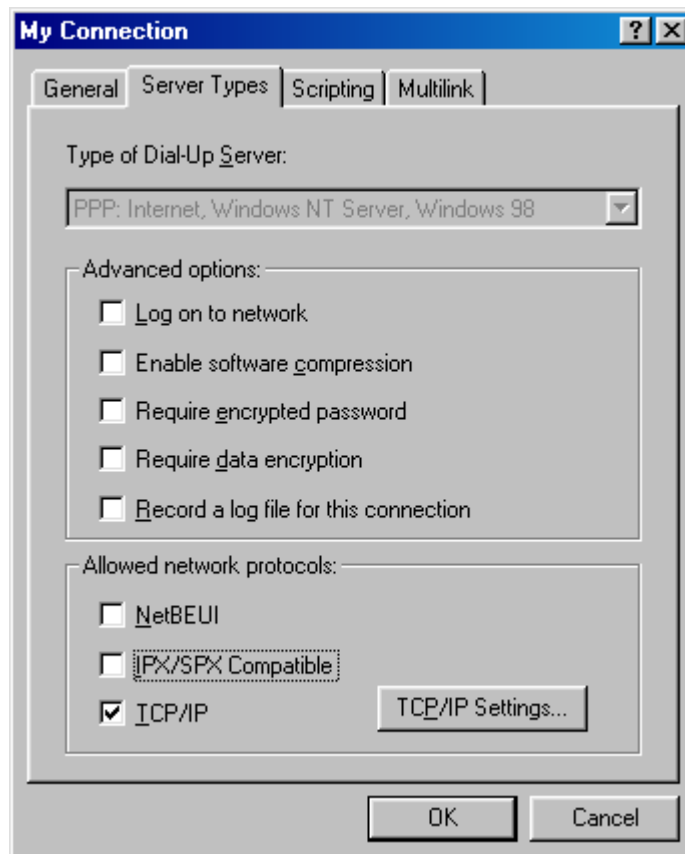 My Connection
General Server Types Scripting Multilink
Type of Dial-Up Server:
PPP: Internet, Windows NT Server, Windows 98
Advanced options:
Log on to network
Enable software compression
Require encrypted password
Require data encryption
Record a log file for this connection
Allowed network protocols:
NetBEUI
IPX/SPX Compatible
TCP/IP TCP/IP Settings...
OK Cancel